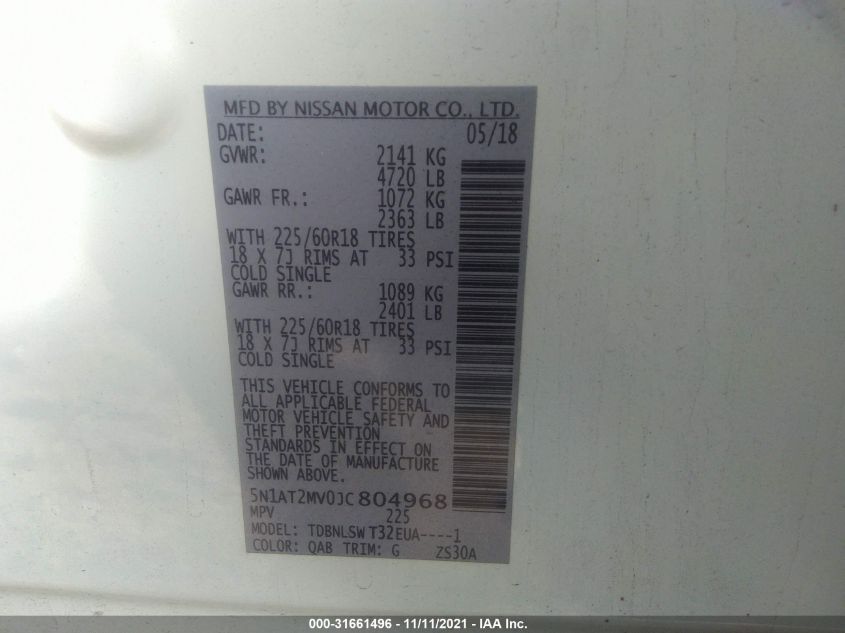 MFD BY NISSAN MOTOR CO., LTD.
DATE: 05/18
GVWR: 2141 KG
4720 LB
GAWR FR.: 1072 KG
2363 LB
WITH 225/60R18 TIRES
18 X 7J RIMS AT 33 PSI
COLD SINGLE
GAWR RR.: 1089 KG
2401 LB
WITH 225/60R18 TIRES
18 X 7J RIMS AT 33 PSI
COLD SINGLE
THIS VEHICLE CONFORMS TO
ALL APPLICABLE FEDERAL
MOTOR VEHICLE SAFETY AND
THEFT PREVENTION
STANDARDS IN EFFECT ON
THE DATE OF MANUFACTURE
SHOWN ABOVE.
5N1AT2MV0JC804968
MPV 225
MODEL: TDBNLSW T32EUA----1
COLOR: QAB TRIM: G ZS30A
000-31661496 - 11/11/2021 - IAA Inc.